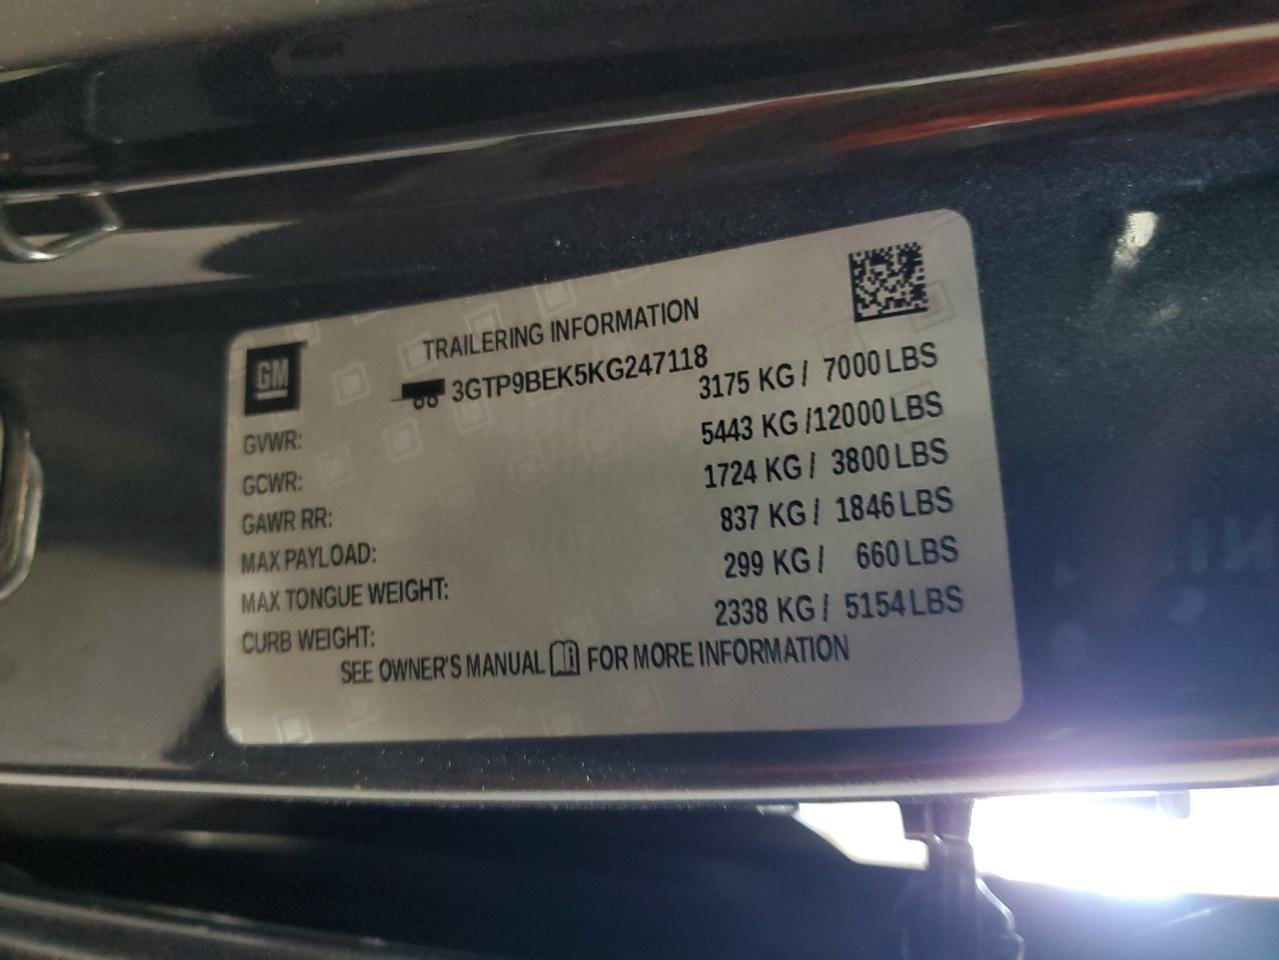 GM
TRAILERING INFORMATION
3GTP9BEK5KG247118
GVWR: 3175 KG / 7000 LBS
GCWR: 5443 KG /12000 LBS
GAWR RR: 1724 KG / 3800 LBS
MAX PAYLOAD: 837 KG / 1846 LBS
MAX TONGUE WEIGHT: 299 KG / 660 LBS
CURB WEIGHT: 2338 KG / 5154 LBS
SEE OWNER'S MANUAL FOR MORE INFORMATION